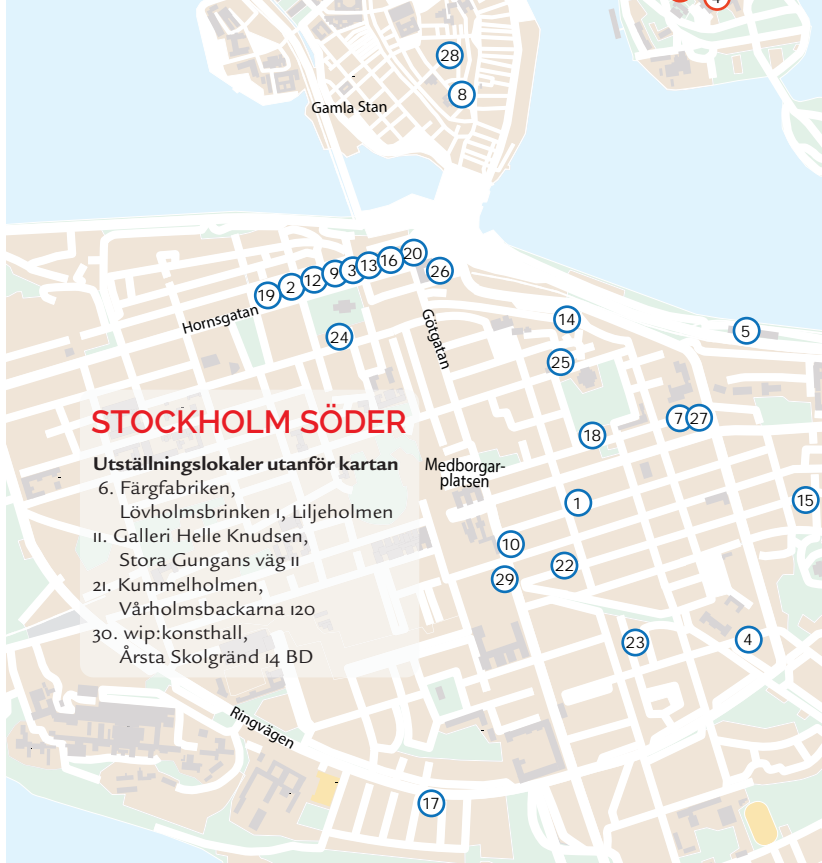 4
28
8
Gamla Stan
20
26
16
13
3
9
12
2
19
Hornsgatan
24
Götgatan
14
5
25
7
27
18
STOCKHOLM SÖDER
Utställningslokaler utanför kartan
6. Färgfabriken,
Lövholmsbrinken 1, Liljeholmen
11. Galleri Helle Knudsen,
Stora Gungans väg 11
21. Kummelholmen,
Vårholmsbackarna 120
30. wip:konsthall,
Årsta Skolgränd 14 BD
Medborgar-
platsen
1
15
10
22
29
23
4
Ringvägen
17